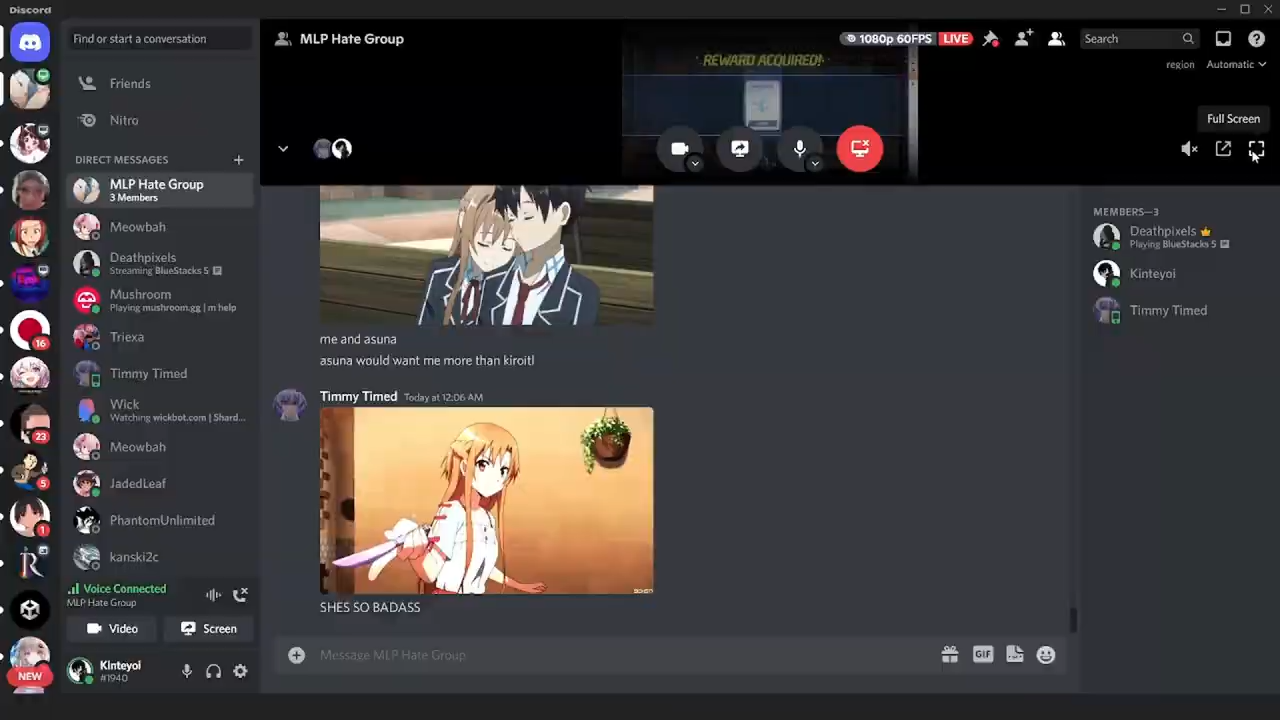 Discord
Find or start a conversation
Friends
Nitro
DIRECT MESSAGES
MLP Hate Group
3 Members
Meowbah
Deathpixels
Streaming BlueStacks 5
Mushroom
Playing mushroom.gg | m help
Triexa
Timmy Timed
Wick
Watching wickbot.com | Shard...
Meowbah
JadedLeaf
PhantomUnlimited
kanski2c
Voice Connected
MLP Hate Group
Video
Screen
Kinteyoi
#1940
16
23
5
1
NEW
MLP Hate Group
1080p 60FPS LIVE
Search
region Automatic
REWARD ACQUIRED!
Full Screen
me and asuna
asuna would want me more than kiroitl
Timmy Timed Today at 12:06 AM
SHES SO BADASS
Message MLP Hate Group
GIF
MEMBERS—3
Deathpixels
Playing BlueStacks 5
Kinteyoi
Timmy Timed